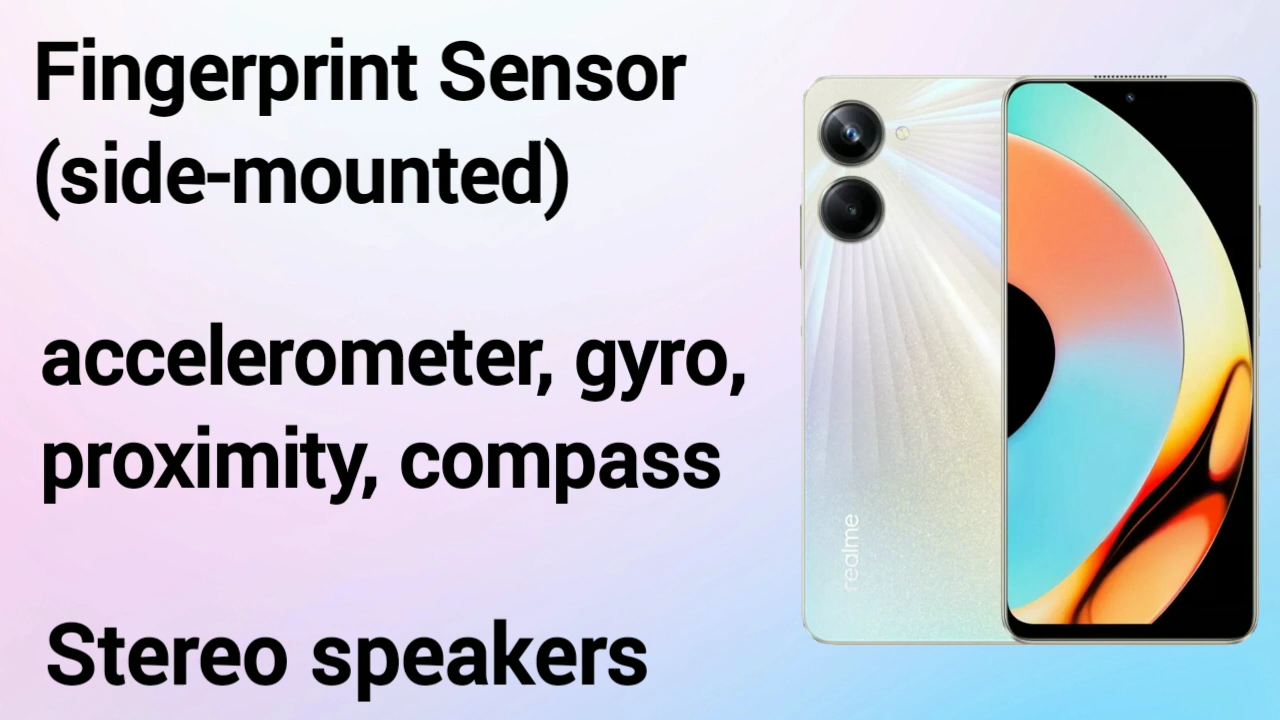 Fingerprint Sensor
(side-mounted)
accelerometer, gyro,
proximity, compass
Stereo speakers
realme